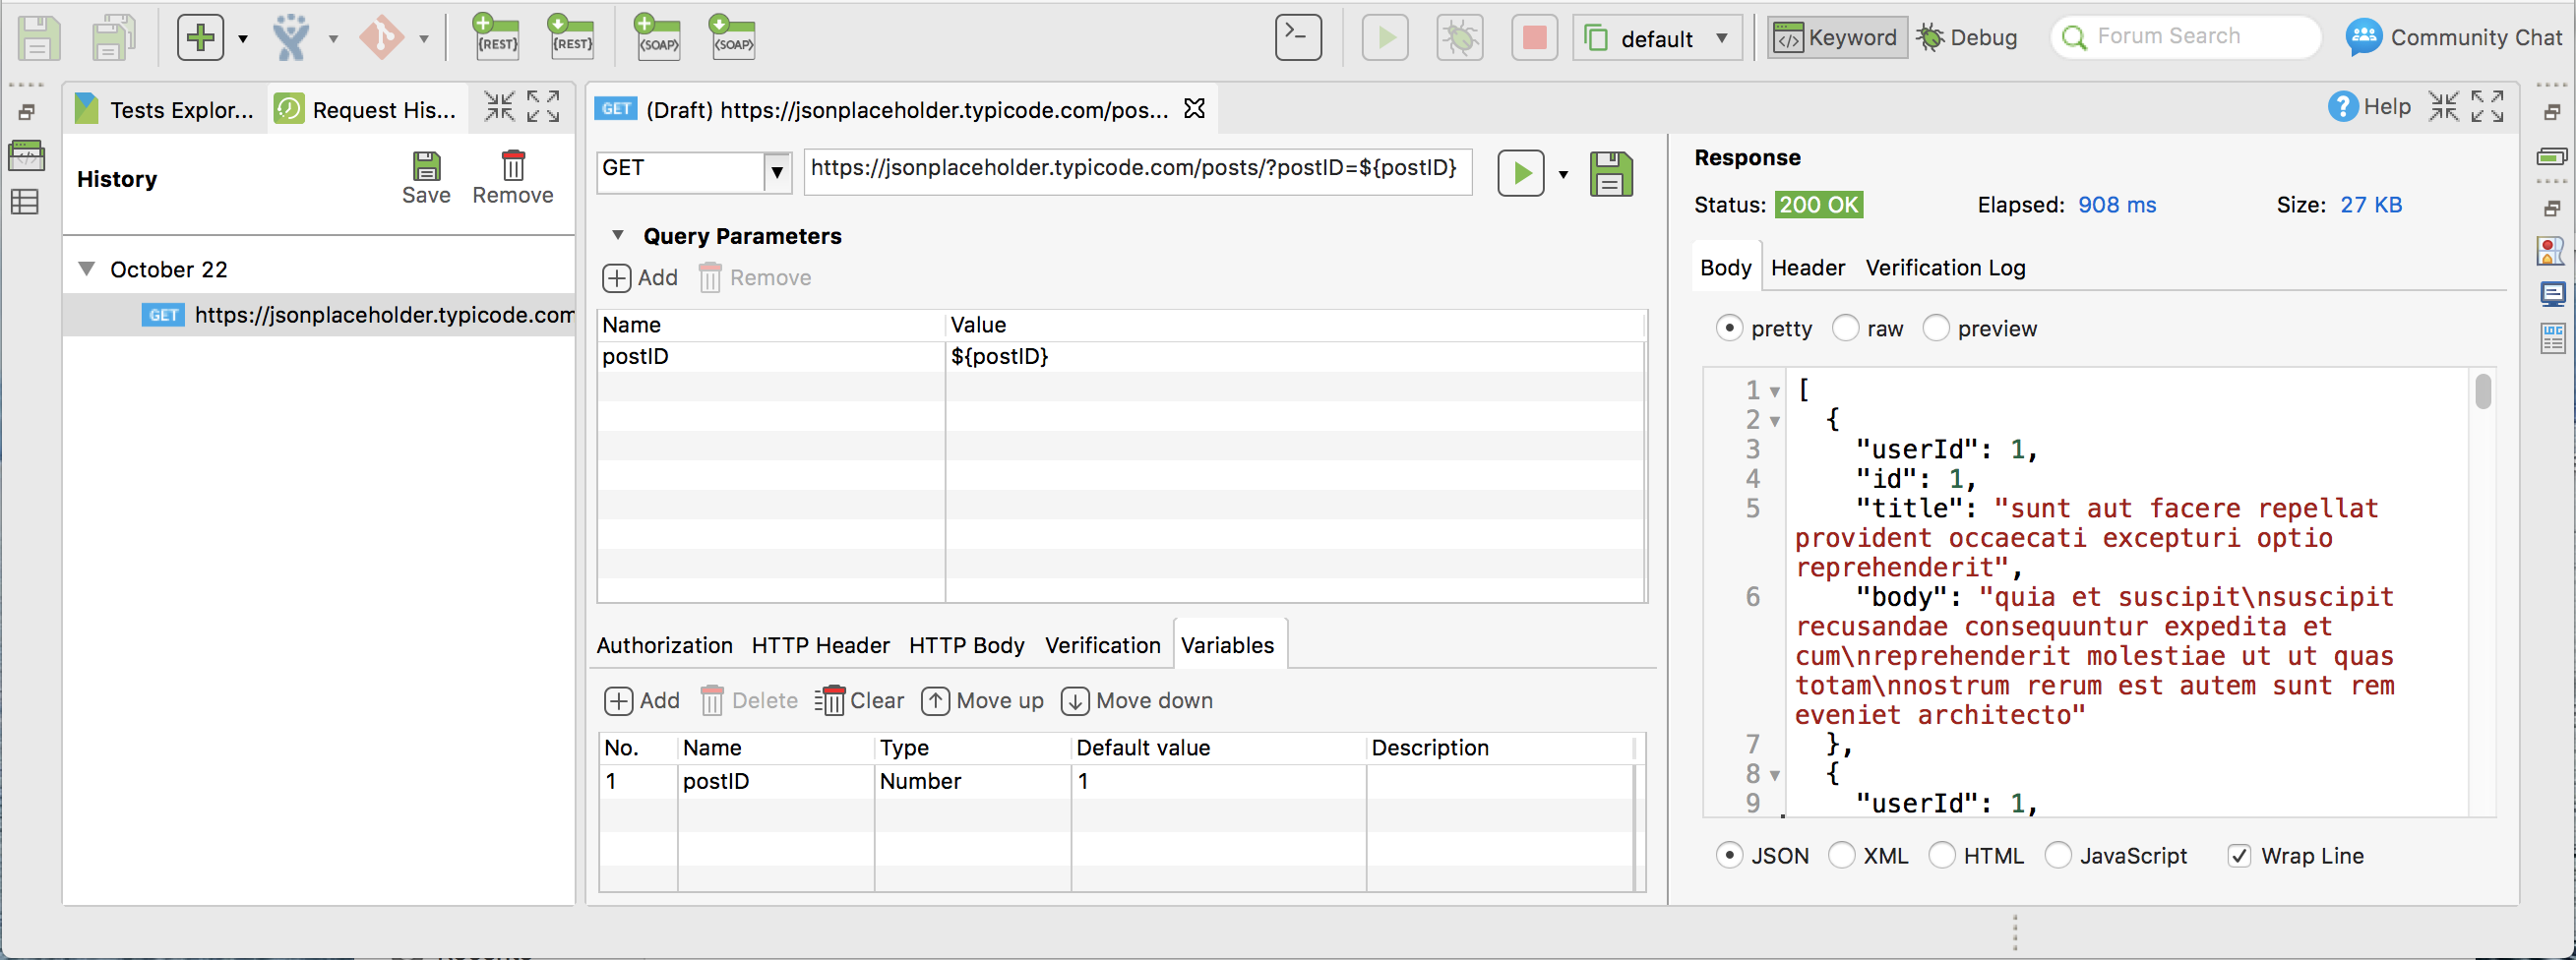 {REST} {REST} <SOAP> <SOAP> default Keyword Debug Forum Search Community Chat
Tests Explor... Request His...
History
Save Remove
October 22
GET https://jsonplaceholder.typicode.com
GET (Draft) https://jsonplaceholder.typicode.com/pos...
Help
GET https://jsonplaceholder.typicode.com/posts/?postID=${postID}
Query Parameters
Add Remove
Name Value
postID ${postID}
Authorization HTTP Header HTTP Body Verification Variables
Add Delete Clear Move up Move down
No. Name Type Default value Description
1 postID Number 1
Response
Status: 200 OK Elapsed: 908 ms Size: 27 KB
Body Header Verification Log
pretty raw preview
1 [
2 {
3 "userId": 1,
4 "id": 1,
5 "title": "sunt aut facere repellat
provident occaecati excepturi optio
reprehenderit",
6 "body": "quia et suscipit\nsuscipit
recusandae consequuntur expedita et
cum\nreprehenderit molestiae ut ut quas
totam\nnostrum rerum est autem sunt rem
eveniet architecto"
7 },
8 {
9 "userId": 1,
JSON XML HTML JavaScript Wrap Line
LOG